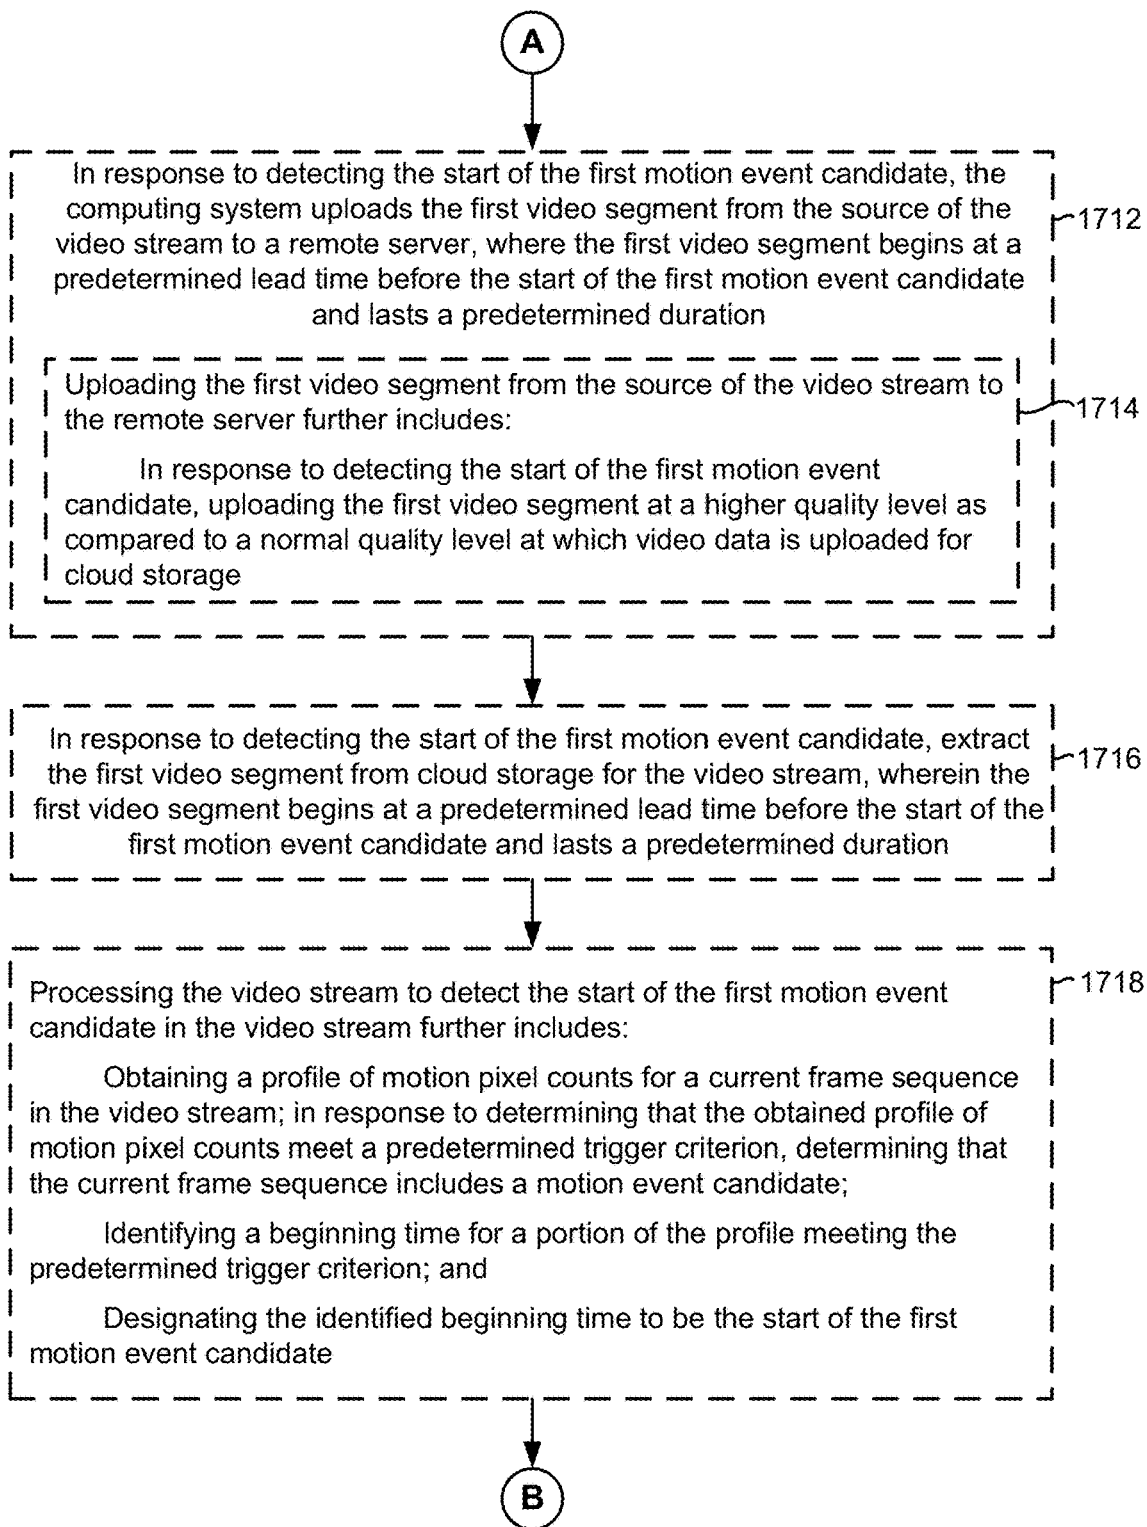 A
In response to detecting the start of the first motion event candidate, the
computing system uploads the first video segment from the source of the
video stream to a remote server, where the first video segment begins at a
predetermined lead time before the start of the first motion event candidate
and lasts a predetermined duration
1712
Uploading the first video segment from the source of the video stream to
the remote server further includes:
1714
In response to detecting the start of the first motion event
candidate, uploading the first video segment at a higher quality level as
compared to a normal quality level at which video data is uploaded for
cloud storage
In response to detecting the start of the first motion event candidate, extract
the first video segment from cloud storage for the video stream, wherein the
first video segment begins at a predetermined lead time before the start of the
first motion event candidate and lasts a predetermined duration
1716
Processing the video stream to detect the start of the first motion event
candidate in the video stream further includes:
1718
Obtaining a profile of motion pixel counts for a current frame sequence
in the video stream; in response to determining that the obtained profile of
motion pixel counts meet a predetermined trigger criterion, determining that
the current frame sequence includes a motion event candidate;
Identifying a beginning time for a portion of the profile meeting the
predetermined trigger criterion; and
Designating the identified beginning time to be the start of the first
motion event candidate
B